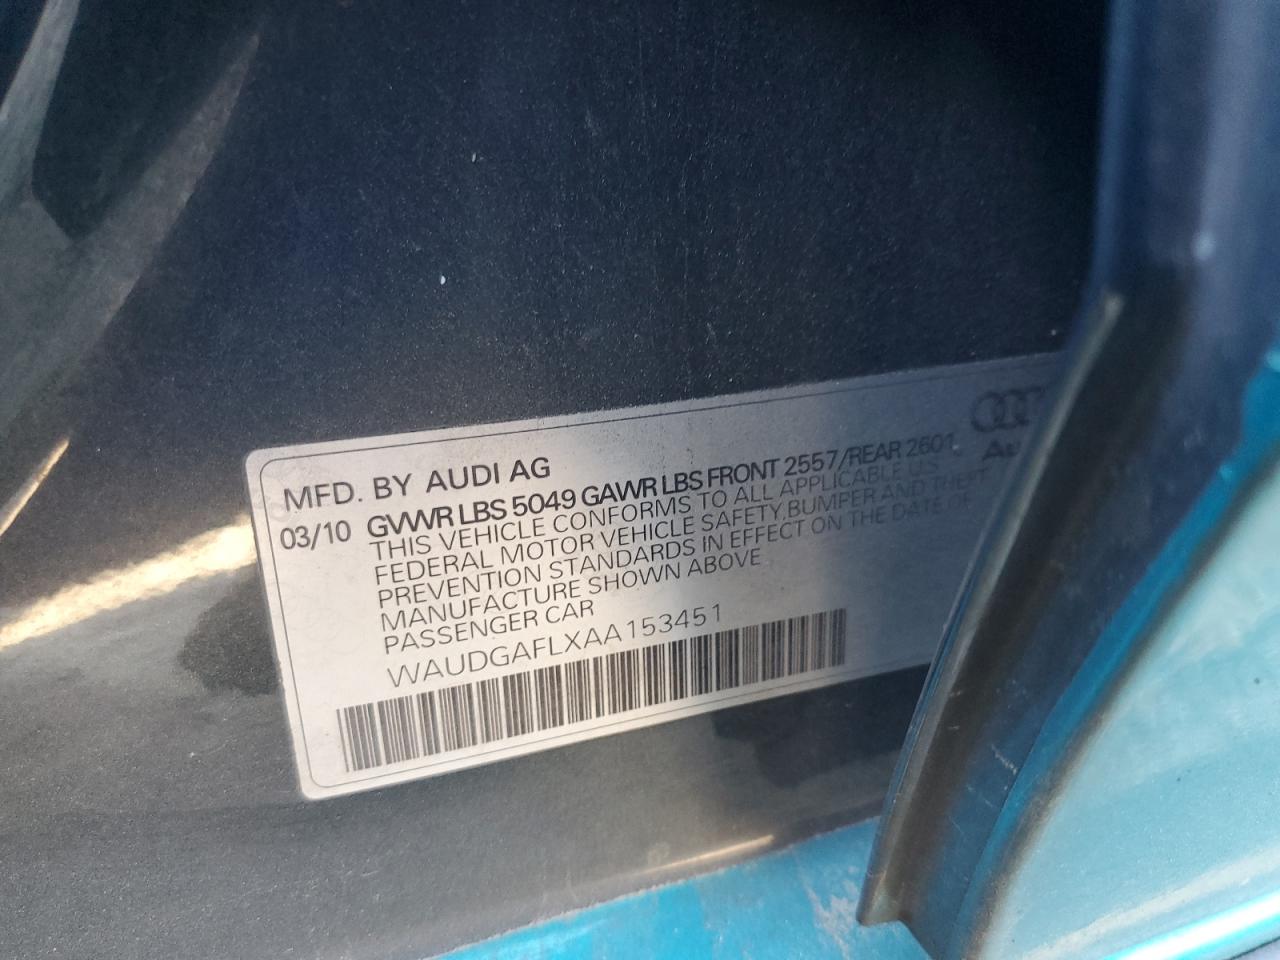 MFD. BY AUDI AG
03/10 GVWR LBS 5049 GAWR LBS FRONT 2557/REAR 2601
THIS VEHICLE CONFORMS TO ALL APPLICABLE US
FEDERAL MOTOR VEHICLE SAFETY,BUMPER AND THEFT
PREVENTION STANDARDS IN EFFECT ON THE DATE OF
MANUFACTURE SHOWN ABOVE
PASSENGER CAR
WAUDGAFLXAA153451